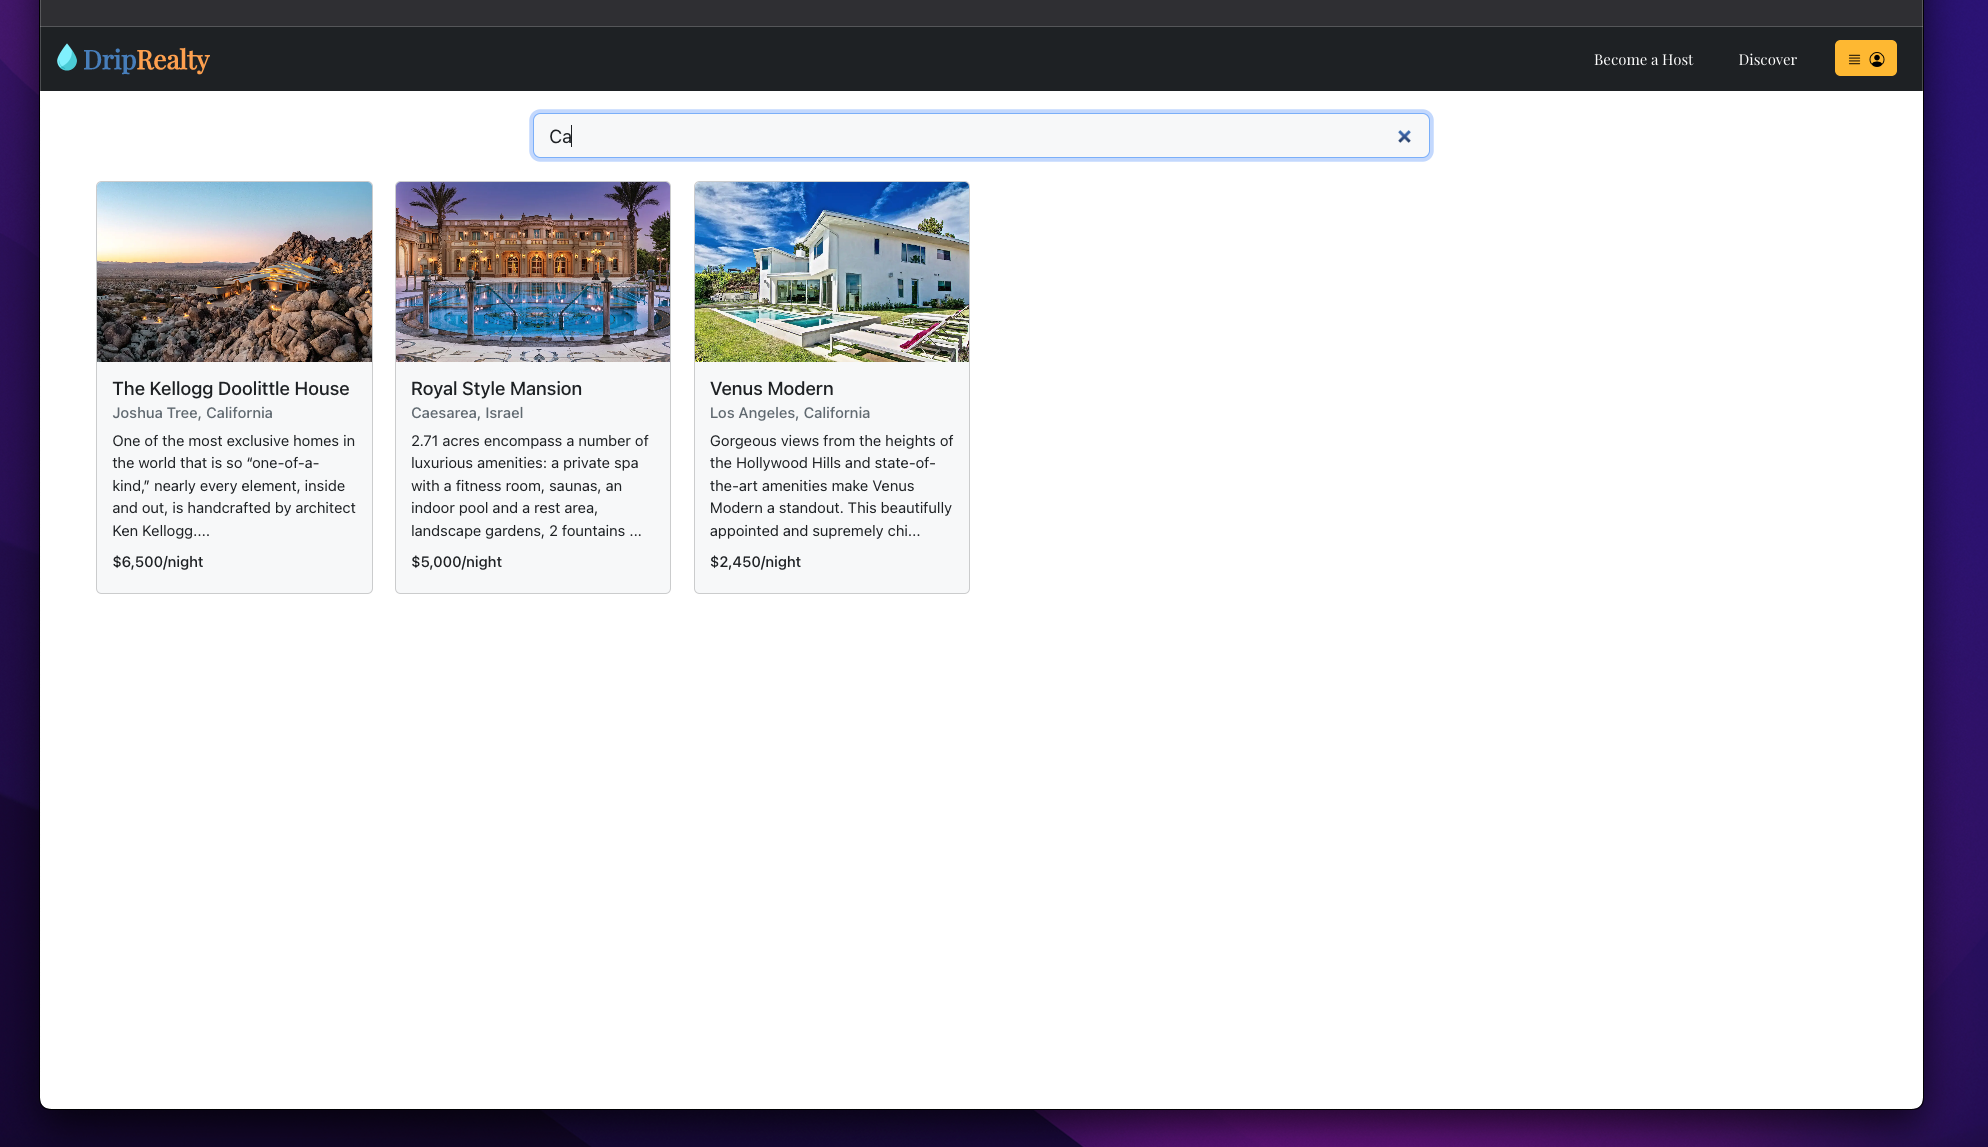 DripRealty
Become a Host
Discover
Ca
The Kellogg Doolittle House
Joshua Tree, California
One of the most exclusive homes in
the world that is so “one-of-a-
kind,” nearly every element, inside
and out, is handcrafted by architect
Ken Kellogg....
$6,500/night
Royal Style Mansion
Caesarea, Israel
2.71 acres encompass a number of
luxurious amenities: a private spa
with a fitness room, saunas, an
indoor pool and a rest area,
landscape gardens, 2 fountains ...
$5,000/night
Venus Modern
Los Angeles, California
Gorgeous views from the heights of
the Hollywood Hills and state-of-
the-art amenities make Venus
Modern a standout. This beautifully
appointed and supremely chi...
$2,450/night